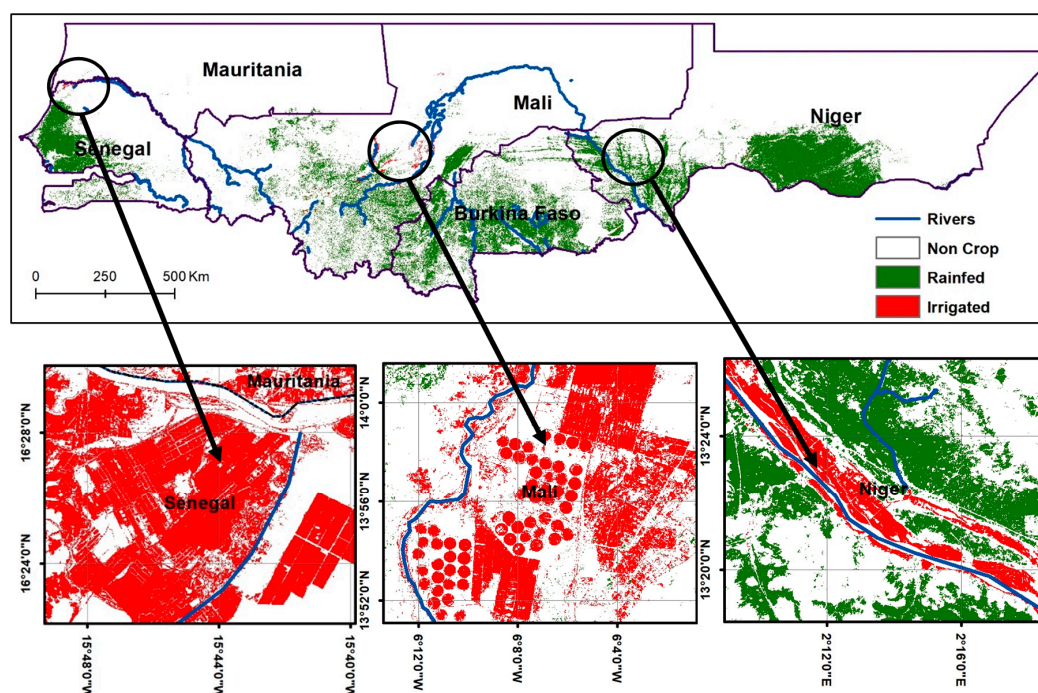 Mauritania
Mali
Niger
Senegal
Burkina Faso
0 250 500 Km
Rivers
Non Crop
Rainfed
Irrigated
Mauritania
Senegal
16°28'0"N
16°24'0"N
15°48'0"W
15°44'0"W
15°40'0"W
Mali
14°0'0"N
13°56'0"N
13°52'0"N
6°12'0"W
6°8'0"W
6°4'0"W
Niger
13°24'0"N
13°20'0"N
2°12'0"E
2°16'0"E